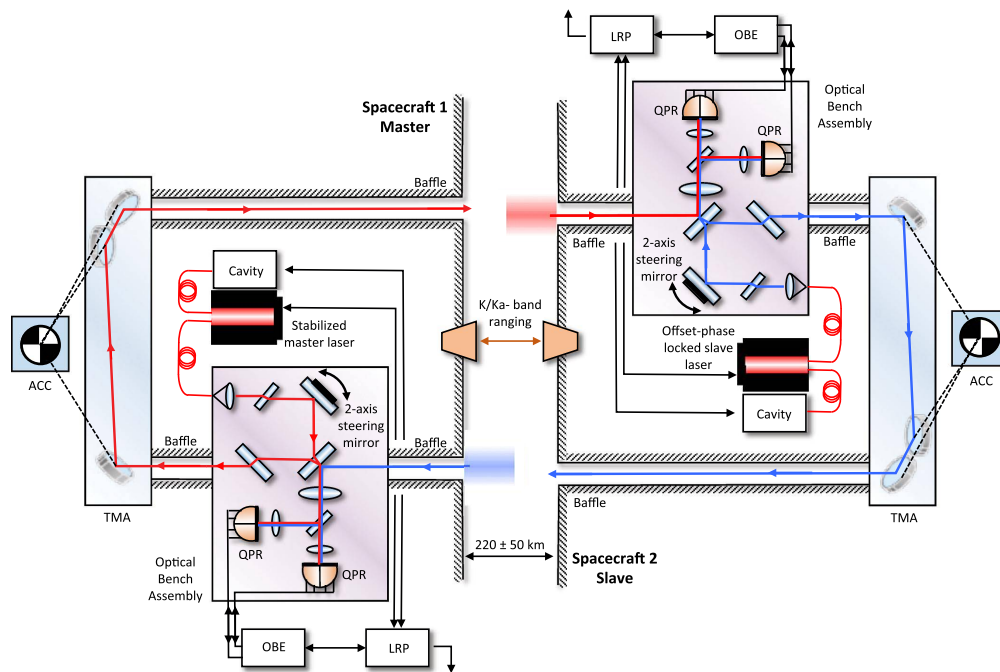 LRP
OBE
QPR
QPR
Optical
Bench
Assembly
Spacecraft 1
Master
Baffle
Baffle
Baffle
2-axis
steering
mirror
Cavity
Stabilized
master laser
K/Ka- band
ranging
Offset-phase
locked slave
laser
Cavity
ACC
ACC
2-axis
steering
mirror
Baffle
Baffle
Baffle
TMA
TMA
QPR
QPR
220 ± 50 km
Spacecraft 2
Slave
Optical
Bench
Assembly
OBE
LRP